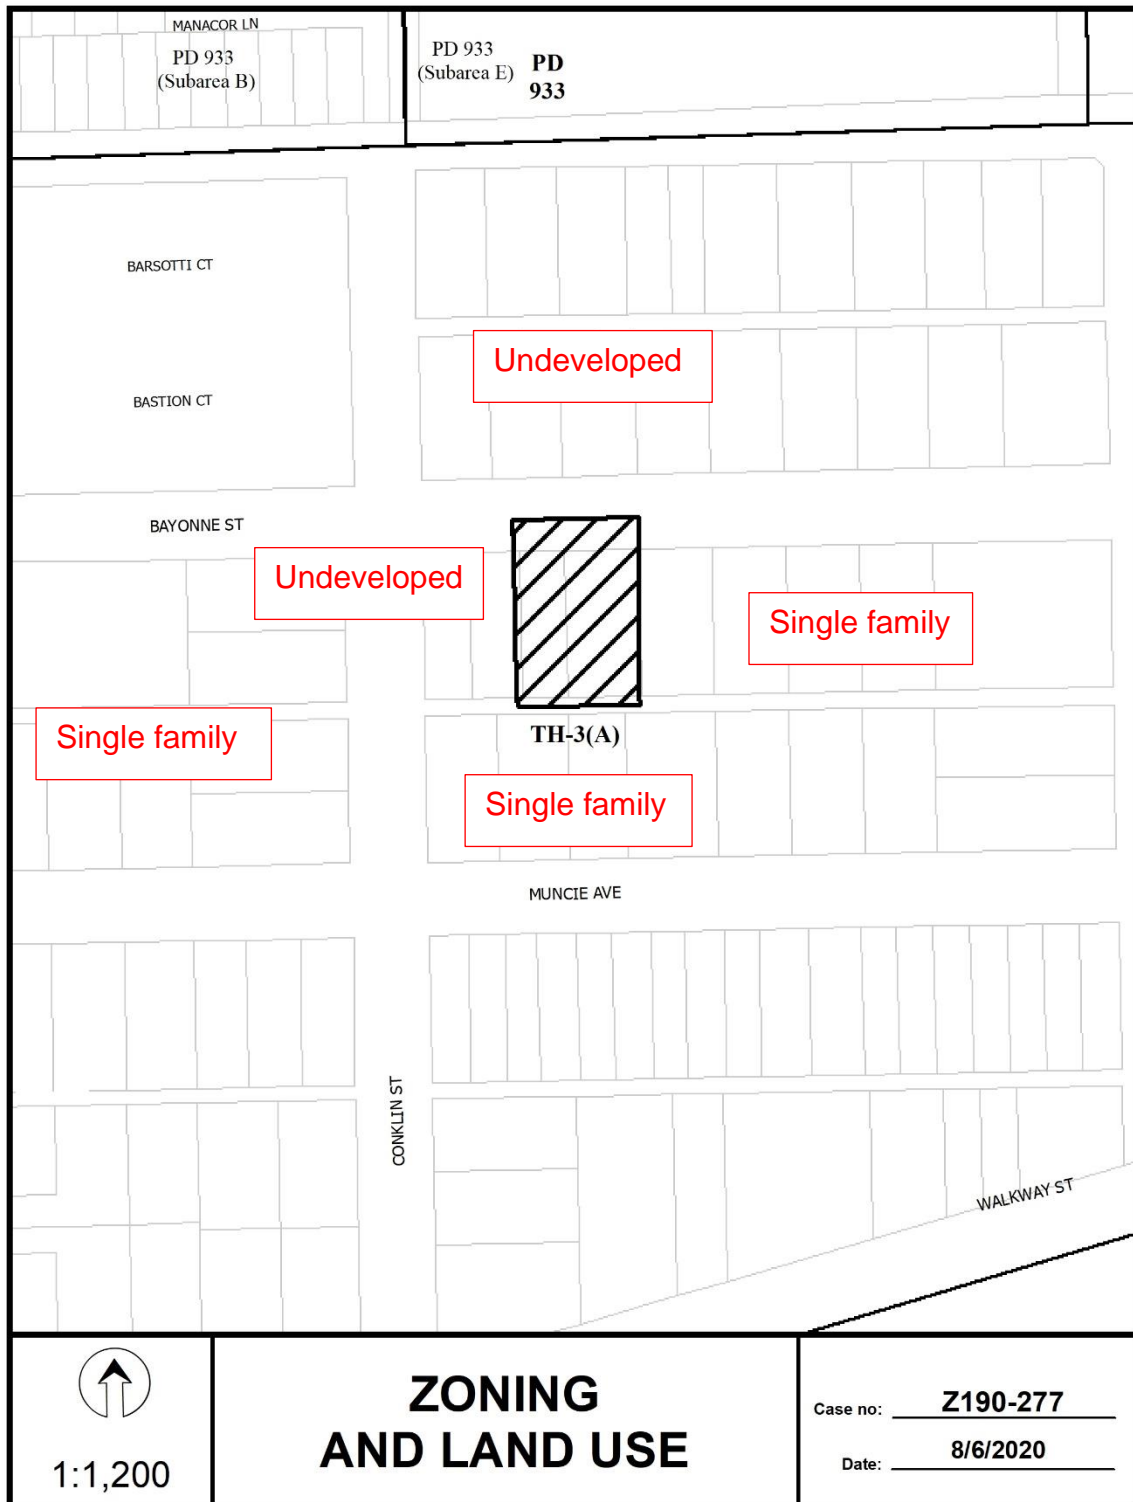 MANACOR LN
PD 933
(Subarea B)
PD 933
(Subarea E)
PD
933
BARSOTTI CT
Undeveloped
BASTION CT
BAYONNE ST
Undeveloped
Single family
Single family
TH-3(A)
Single family
MUNCIE AVE
CONKLIN ST
WALKWAY ST
1:1,200
ZONING
AND LAND USE
Case no: Z190-277
Date: 8/6/2020